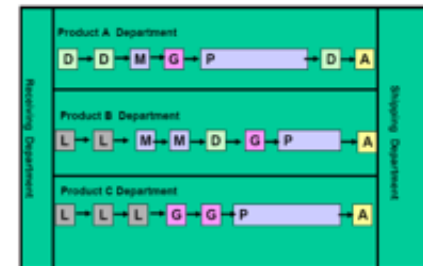 Product A Department
D D M G P D A
Receiving Department
Product B Department
L L M M D G P A
Shipping Department
Product C Department
L L L G G P A